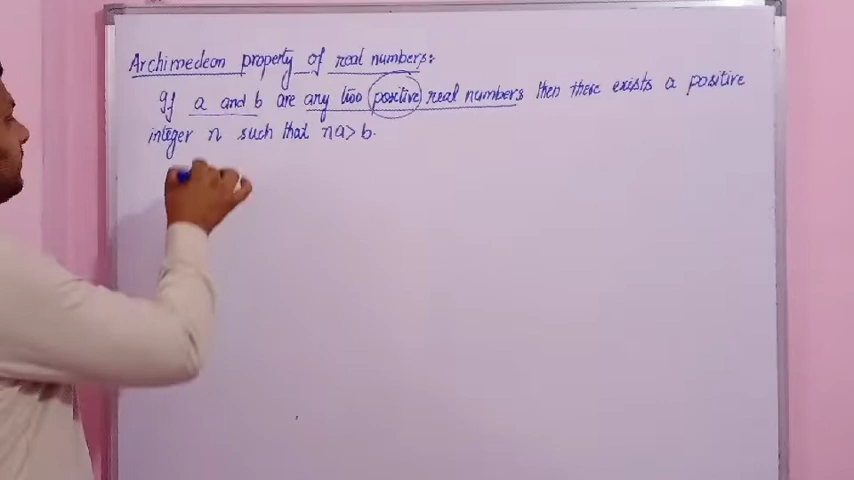 Archimedean property of real numbers:
If a and b are any two positive real numbers then there exists a positive
integer n such that na > b.